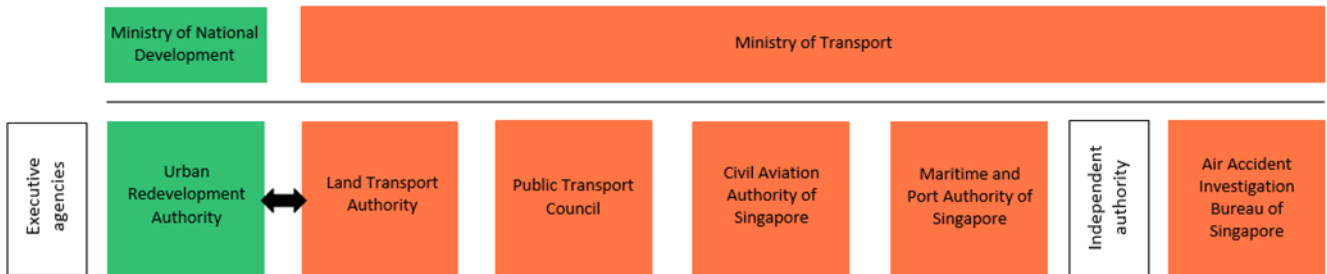 Ministry of National
Development
Ministry of Transport
Executive
agencies
Urban
Redevelopment
Authority
Land Transport
Authority
Public Transport
Council
Civil Aviation
Authority of
Singapore
Maritime and
Port Authority of
Singapore
Independent
authority
Air Accident
Investigation
Bureau of
Singapore